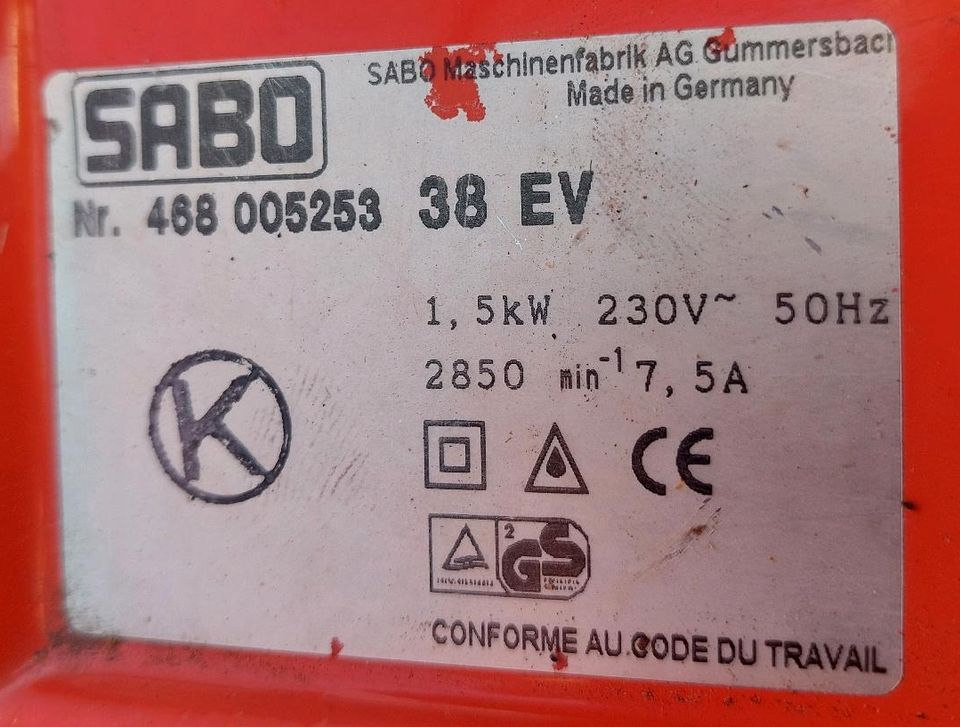 SABO
SABO Maschinenfabrik AG Gummersbach
Made in Germany
Nr. 468 005253 38 EV
1,5kW 230V~ 50Hz
2850 min⁻¹ 7,5A
K
CE
2
GS
CONFORME AU CODE DU TRAVAIL